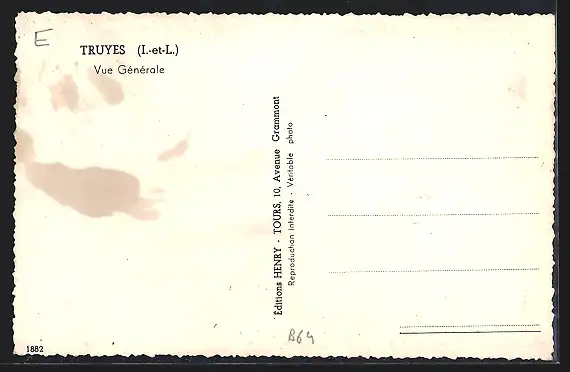 E
TRUYES (I.-et-L.)
Vue Générale
Éditions HENRY - TOURS, 10, Avenue Grammont
Reproduction interdite - Véritable photo
B64
1882